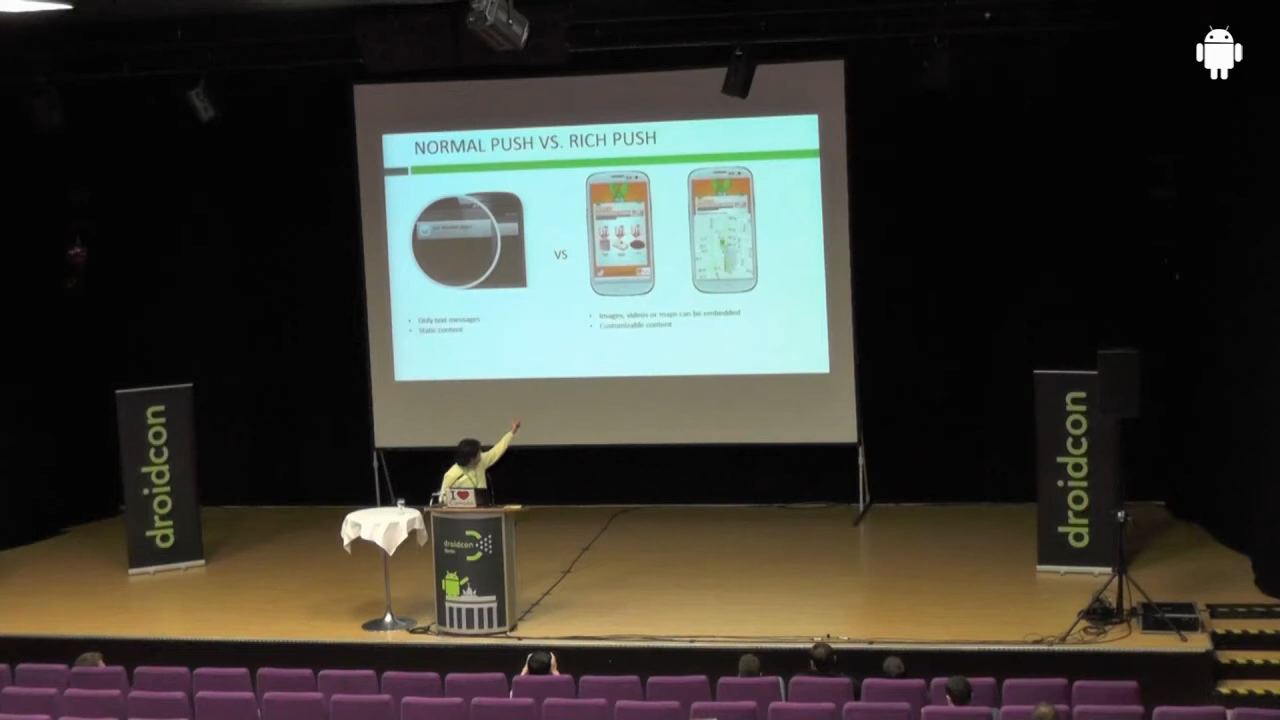 NORMAL PUSH VS. RICH PUSH
VS
• Only text messages
• Static content
• Images, videos or maps can be embedded
• Customizable content
droidcon
droidcon
I ❤
droidcon
Berlin